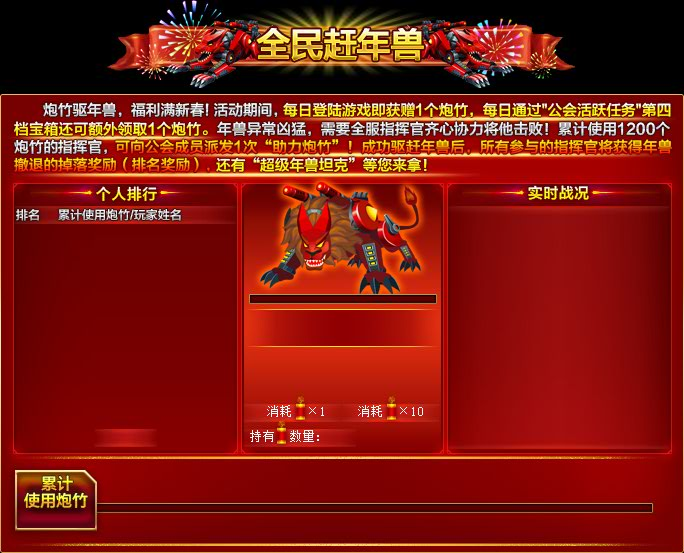 全民赶年兽
炮竹驱年兽，福利满新春! 活动期间，每日登陆游戏即获赠1个炮竹，每日通过"公会活跃任务"第四
档宝箱还可额外领取1个炮竹。年兽异常凶猛，需要全服指挥官齐心协力将他击败！累计使用1200个
炮竹的指挥官，可向公会成员派发1次“助力炮竹”！成功驱赶年兽后，所有参与的指挥官将获得年兽
撤退的掉落奖励（排名奖励）, 还有“超级年兽坦克”等您来拿！
个人排行
实时战况
排名 累计使用炮竹/玩家姓名
消耗 ×1 消耗 ×10
持有 数量:
累计
使用炮竹